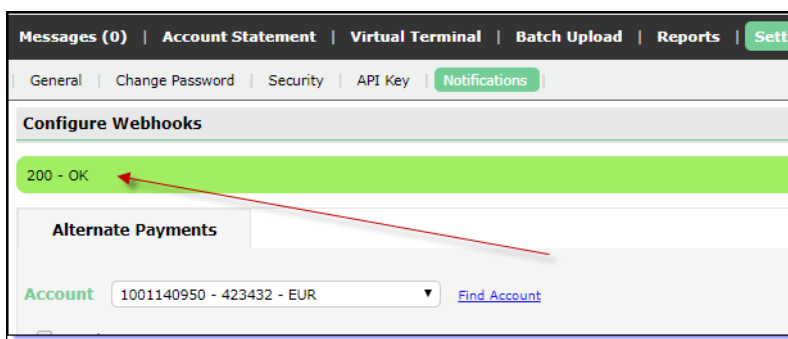 Messages (0) | Account Statement | Virtual Terminal | Batch Upload | Reports | Sett
General | Change Password | Security | API Key | Notifications
Configure Webhooks
200 - OK
Alternate Payments
Account 1001140950 - 423432 - EUR Find Account